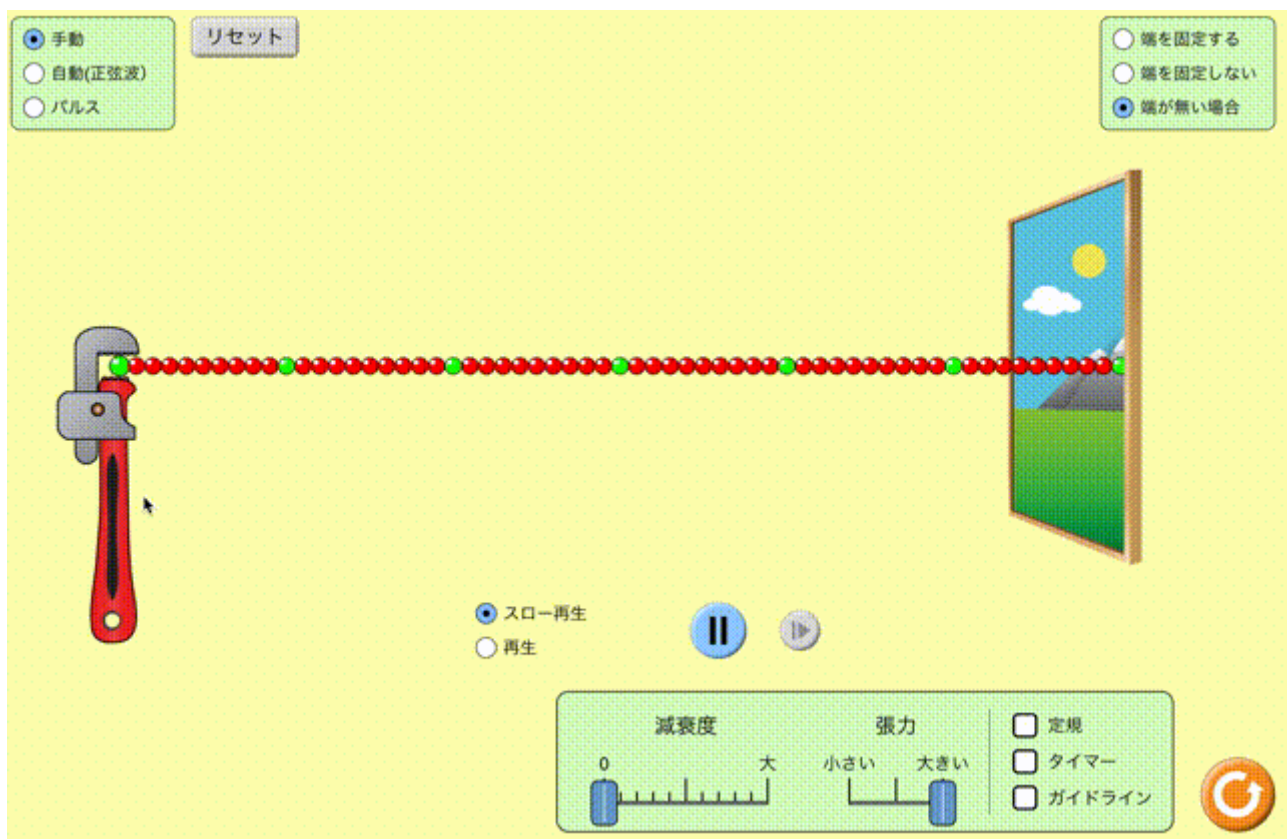 手動
自動(正弦波)
パルス
リセット
端を固定する
端を固定しない
端が無い場合
スロー再生
再生
減衰度
0
大
張力
小さい
大きい
定規
タイマー
ガイドライン